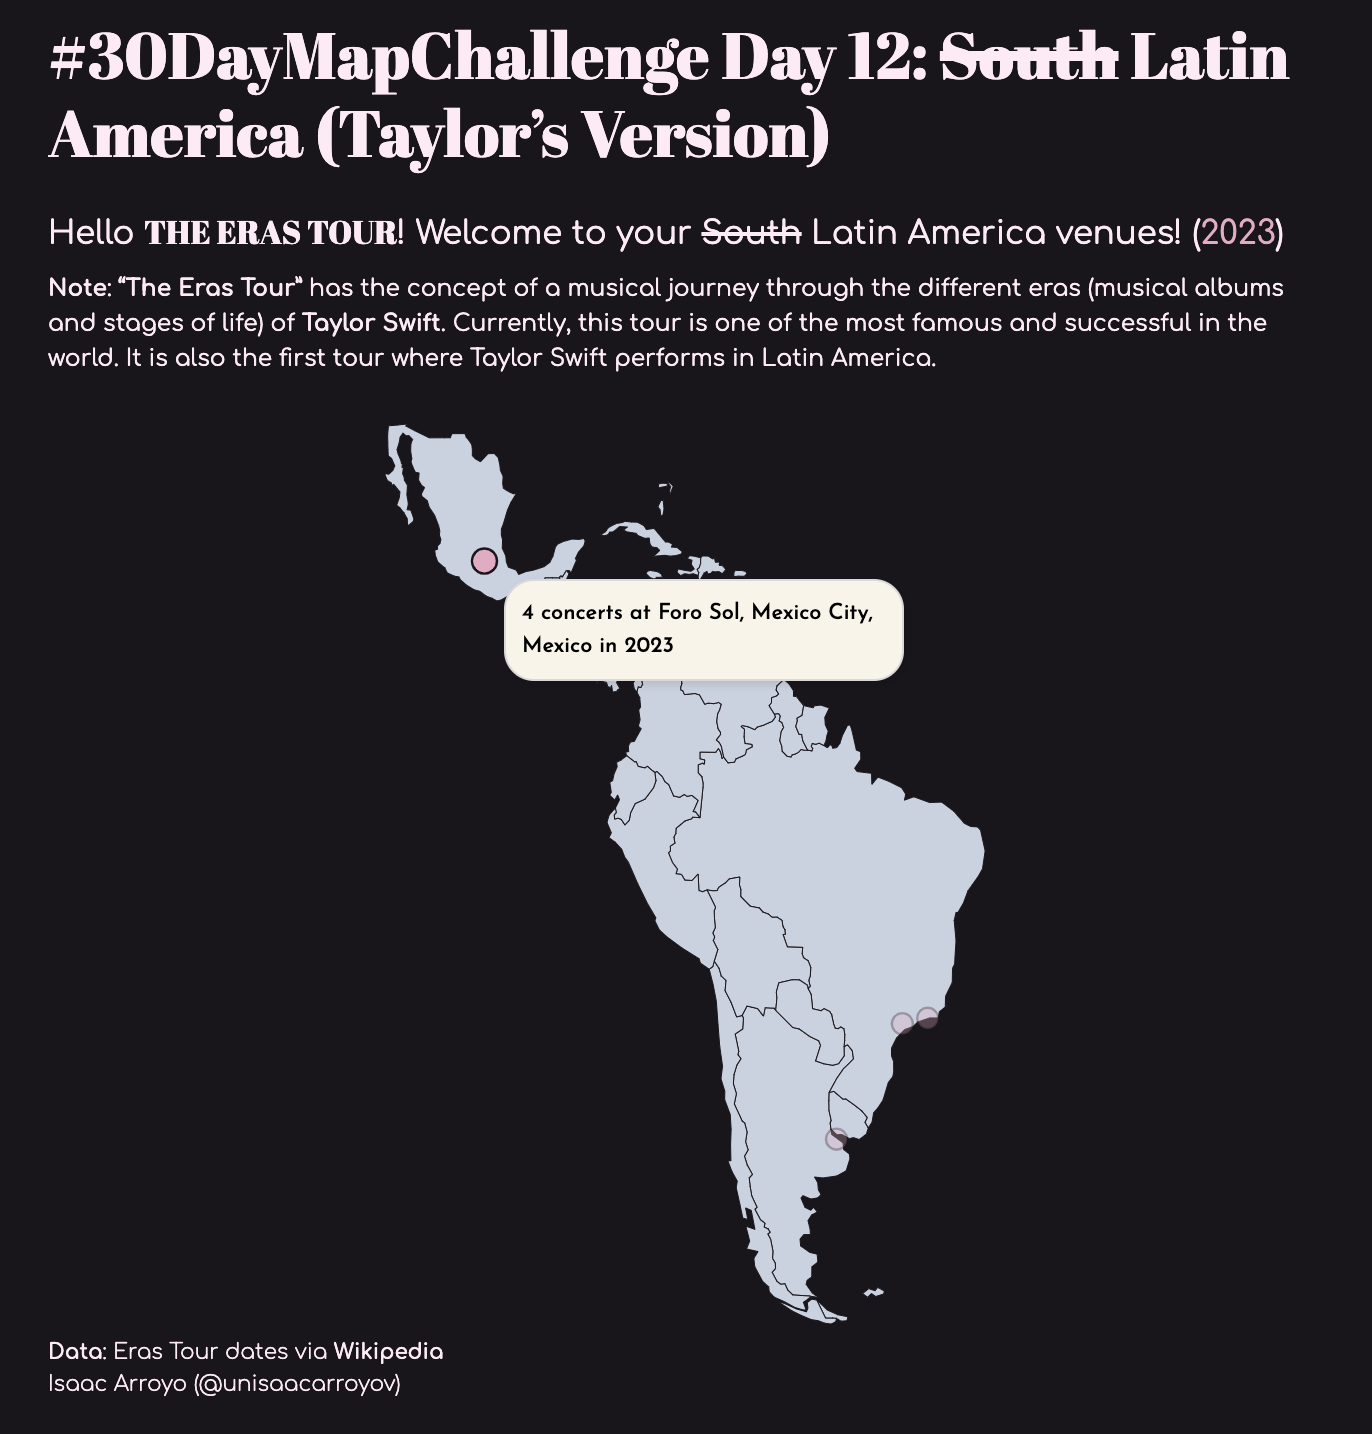 #30DayMapChallenge Day 12: South Latin
America (Taylor’s Version)
Hello THE ERAS TOUR! Welcome to your South Latin America venues! (2023)
Note: “The Eras Tour” has the concept of a musical journey through the different eras (musical albums
and stages of life) of Taylor Swift. Currently, this tour is one of the most famous and successful in the
world. It is also the first tour where Taylor Swift performs in Latin America.
4 concerts at Foro Sol, Mexico City,
Mexico in 2023
Data: Eras Tour dates via Wikipedia
Isaac Arroyo (@unisaacarroyov)